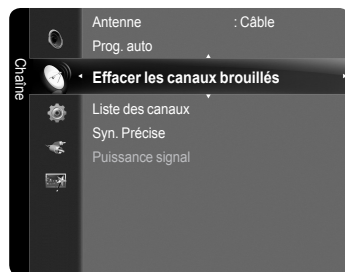 Chaîne
Antenne : Câble
Prog. auto
Effacer les canaux brouillés
Liste des canaux
Syn. Précise
Puissance signal